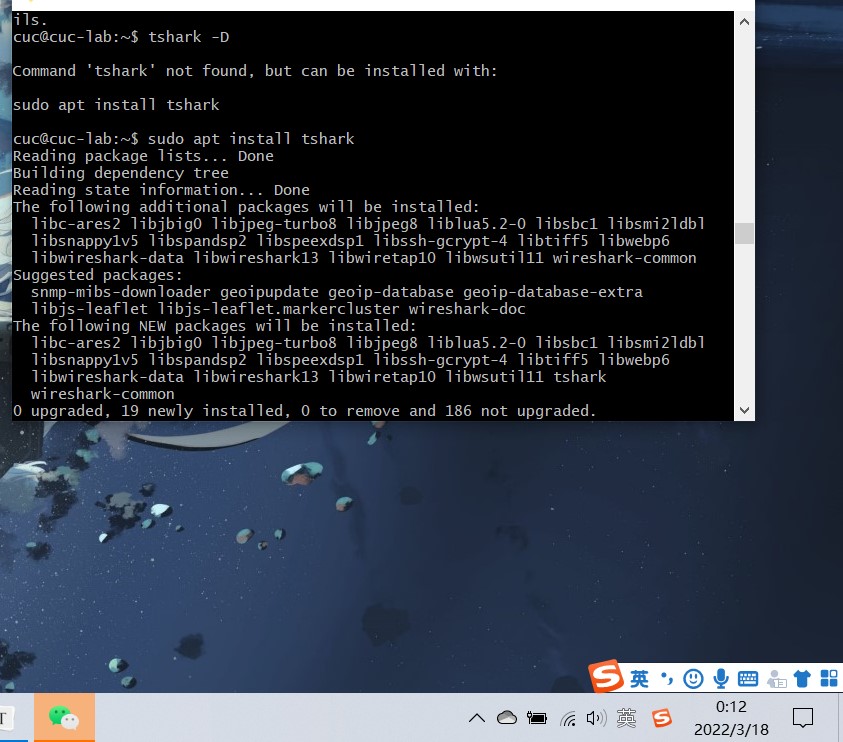 ils.
cuc@cuc-lab:~$ tshark -D
Command 'tshark' not found, but can be installed with:
sudo apt install tshark
cuc@cuc-lab:~$ sudo apt install tshark
Reading package lists... Done
Building dependency tree
Reading state information... Done
The following additional packages will be installed:
libc-ares2 libjbig0 libjpeg-turbo8 libjpeg8 liblua5.2-0 libsbc1 libsmi2ldbl
libsnappy1v5 libspandsp2 libspeexdsp1 libssh-gcrypt-4 libtiff5 libwebp6
libwireshark-data libwireshark13 libwiretap10 libwsutil11 wireshark-common
Suggested packages:
snmp-mibs-downloader geoipupdate geoip-database geoip-database-extra
libjs-leaflet libjs-leaflet.markercluster wireshark-doc
The following NEW packages will be installed:
libc-ares2 libjbig0 libjpeg-turbo8 libjpeg8 liblua5.2-0 libsbc1 libsmi2ldbl
libsnappy1v5 libspandsp2 libspeexdsp1 libssh-gcrypt-4 libtiff5 libwebp6
libwireshark-data libwireshark13 libwiretap10 libwsutil11 tshark
wireshark-common
0 upgraded, 19 newly installed, 0 to remove and 186 not upgraded.
S 英
T 英 S 0:12
2022/3/18